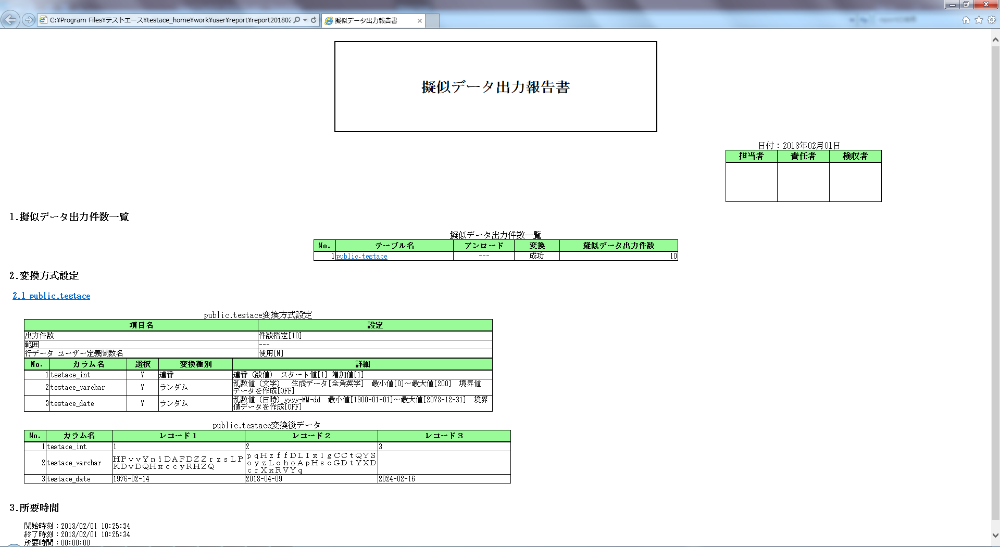 C:¥Program Files¥テストエース¥testace_home¥work¥user¥report¥report20180
擬似データ出力報告書
擬似データ出力報告書
日付：2018年02月01日
担当者 責任者 検収者
1.擬似データ出力件数一覧
擬似データ出力件数一覧
No. テーブル名 アンロード 変換 擬似データ出力件数
1 public.testace --- 成功 10
2.変換方式設定
2.1 public.testace
public.testace変換方式設定
項目名 設定
出力件数 件数指定[10]
範囲 ---
行データ ユーザー定義関数名 使用[N]
No. カラム名 選択 変換種別 詳細
1 testace_int Y 連番 連番（数値） スタート値[1] 増加値[1]
2 testace_varchar Y ランダム 乱数値（文字） 生成データ[全角英字] 最小値[0]～最大値[200] 境界値
データを作成[OFF]
3 testace_date Y ランダム 乱数値（日時）yyyy-MM-dd 最小値[1900-01-01]～最大値[2078-12-31] 境界
値データを作成[OFF]
public.testace変換後データ
No. カラム名 レコード１ レコード２ レコード３
1 testace_int 1 2 3
2 testace_varchar ＨＰｖｖＹｎｉＤＡＦＤＺＺｒｚｓＬＰ
ＫＤｖＤＱＨｘｃｃｙＲＨＺＱ
ｐｑＨｚｆｆＤＬＩｘｌｇＣＣｔＱＹＳ
ｏｙｚＬｏｈｏＡｐＨｓｏＧＤｔＹＸＤ
ｃｒＸｘＲＶＹｑ
3 testace_date 1976-02-14 2018-04-09 2024-02-16
3.所要時間
開始時刻：2018/02/01 10:25:34
終了時刻：2018/02/01 10:25:34
所要時間：00:00:00